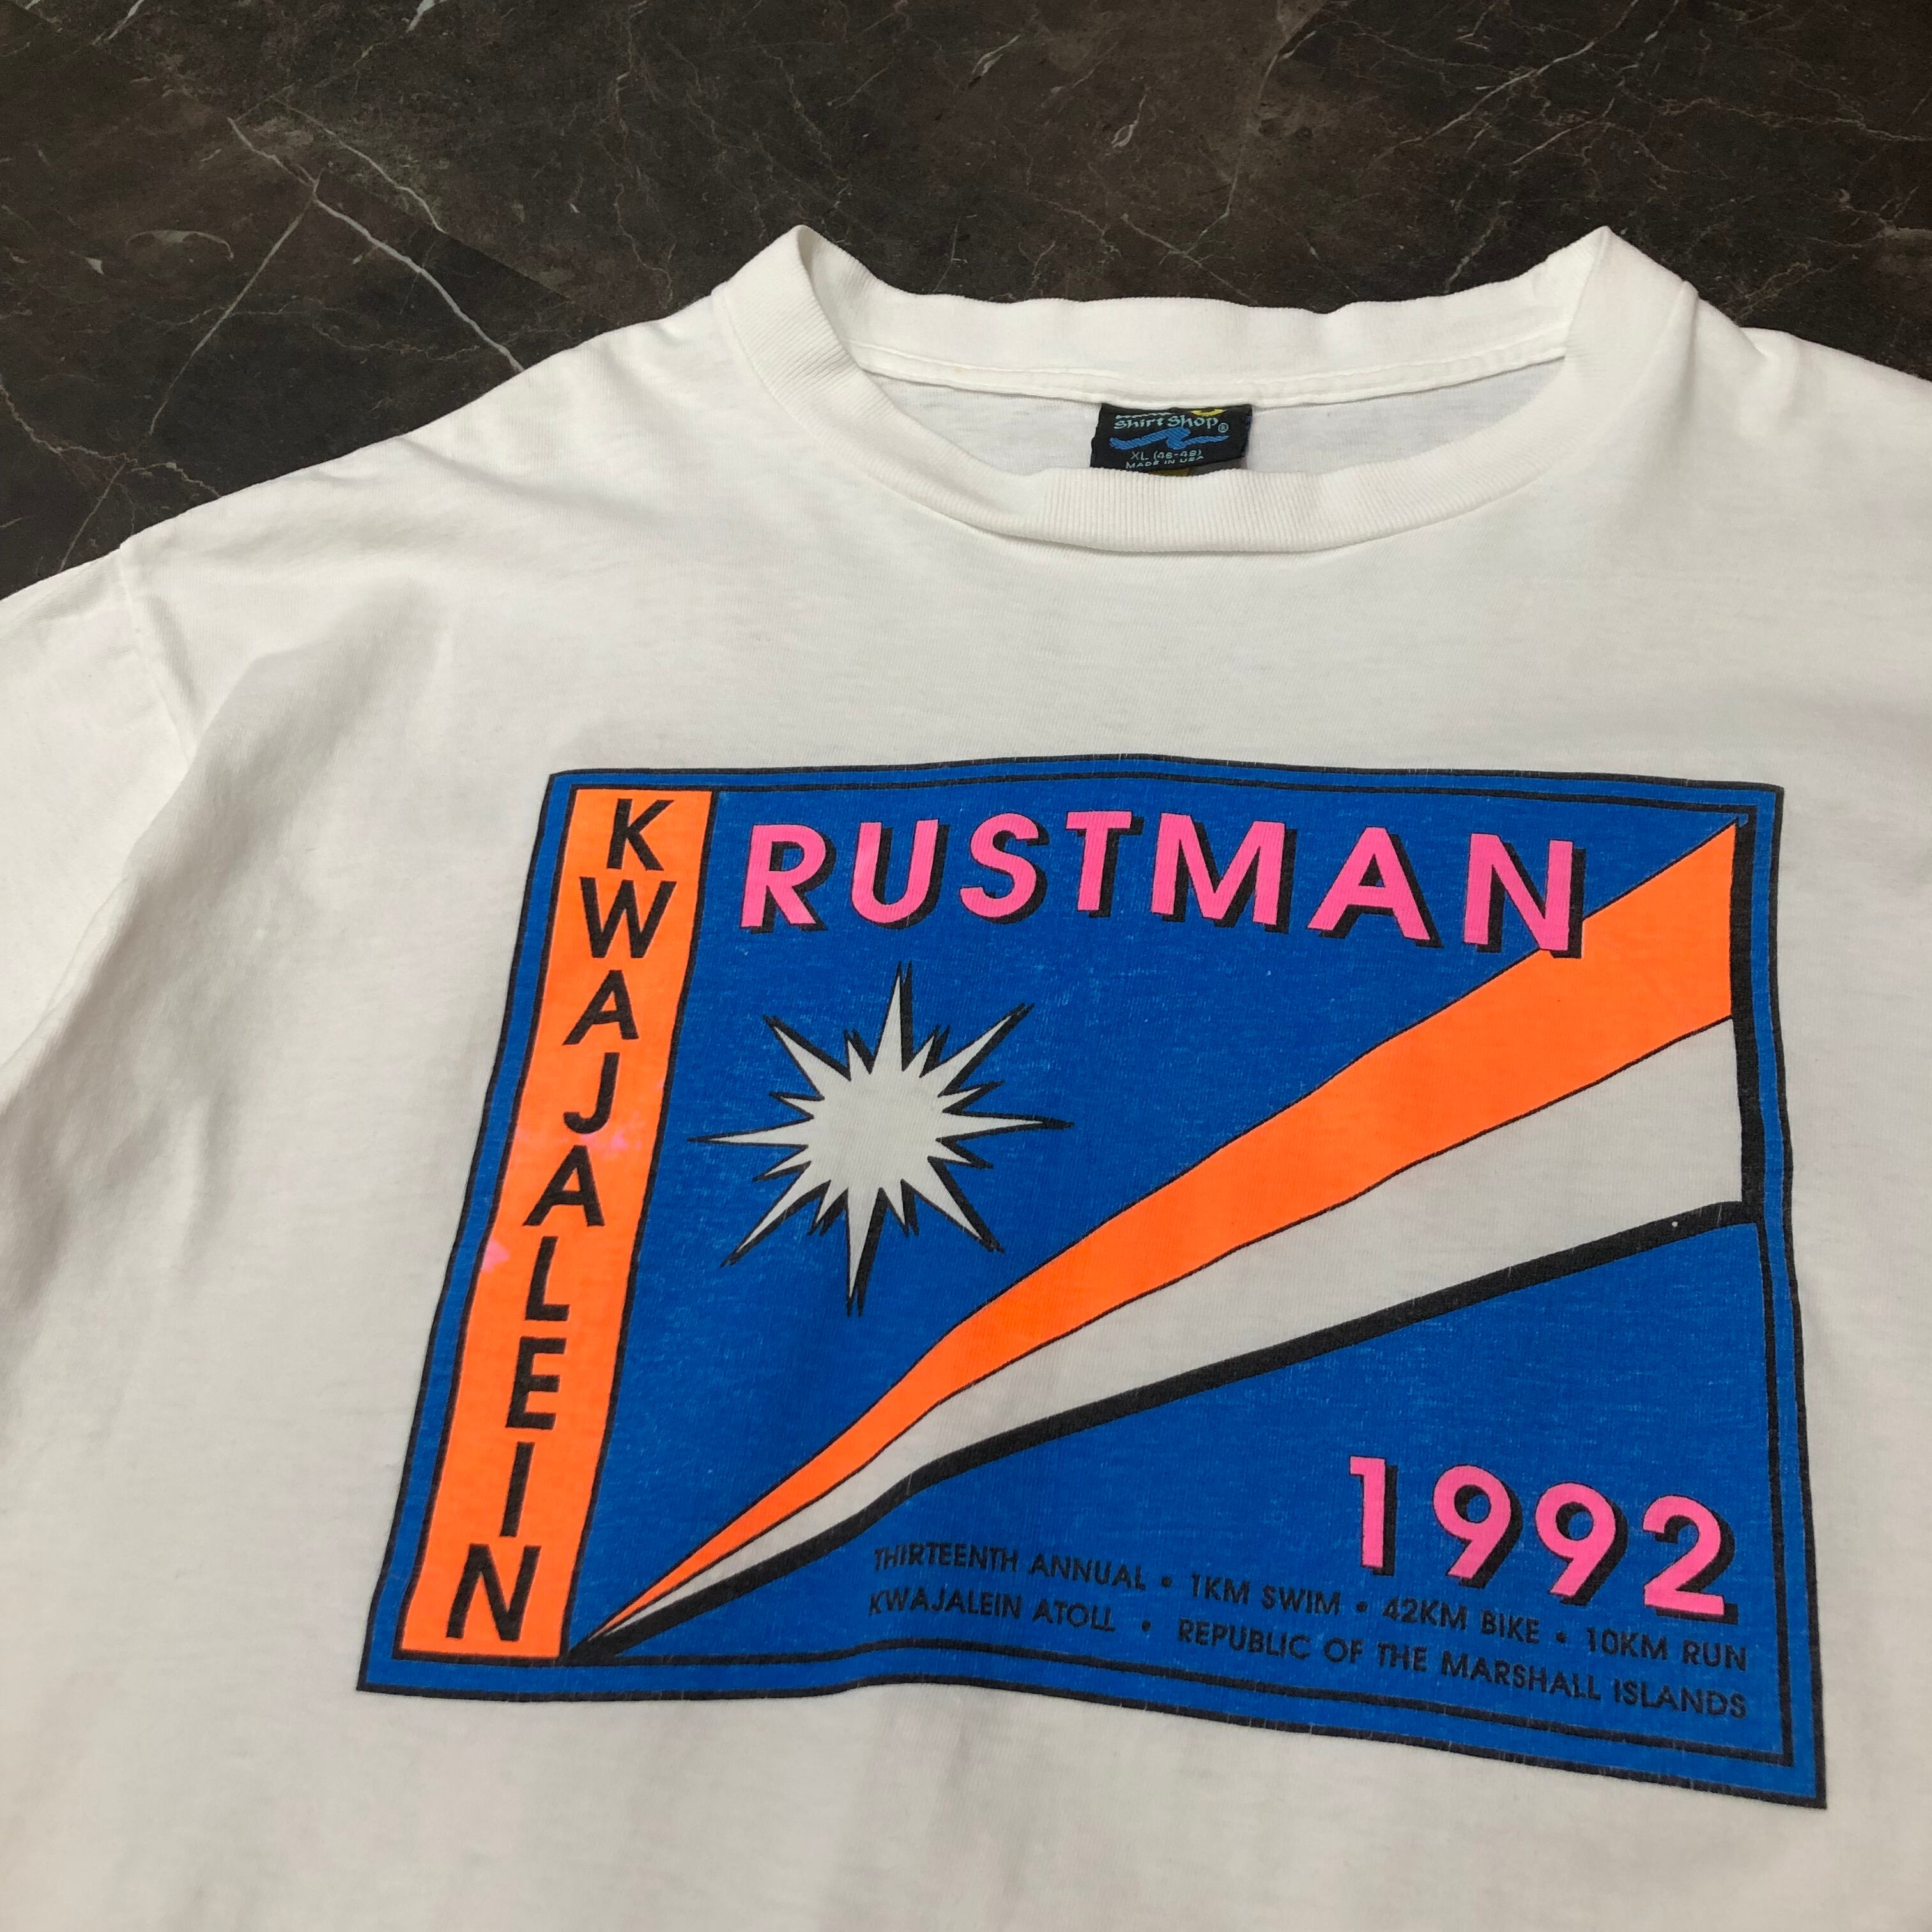 Shirt Shop®
XL (46-48)
MADE IN USA
KWAJALEIN
RUSTMAN
1992
THIRTEENTH ANNUAL • 1KM SWIM • 42KM BIKE • 10KM RUN
KWAJALEIN ATOLL • REPUBLIC OF THE MARSHALL ISLANDS